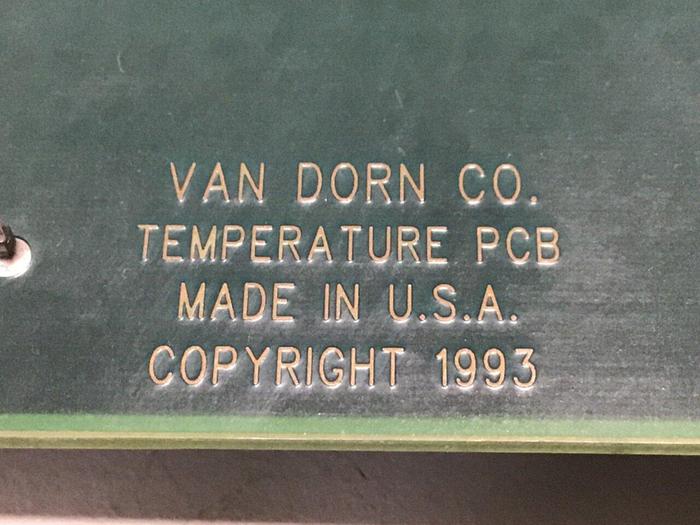 VAN DORN CO.
TEMPERATURE PCB
MADE IN U.S.A.
COPYRIGHT 1993